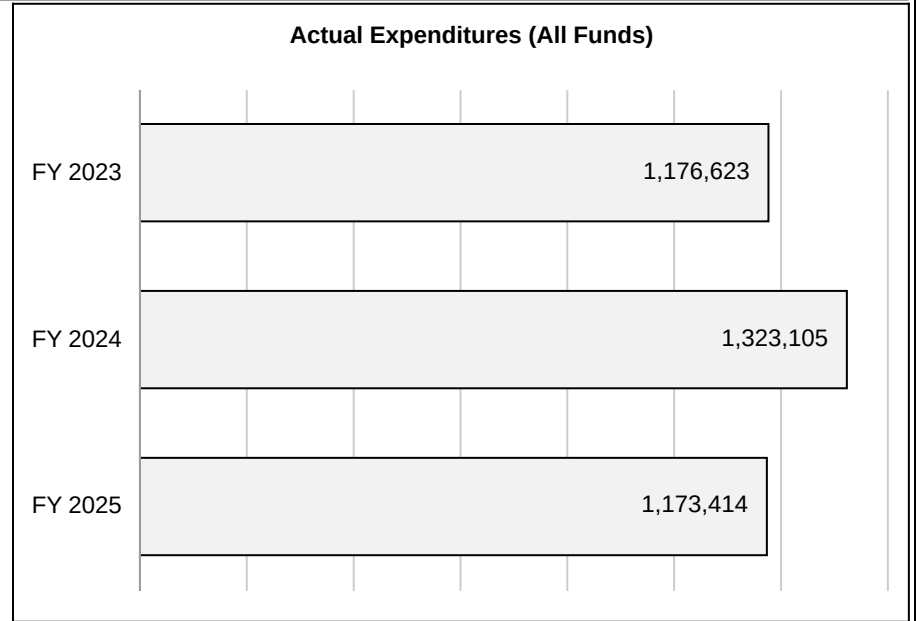 Actual Expenditures (All Funds)
FY 2023 1,176,623
FY 2024 1,323,105
FY 2025 1,173,414